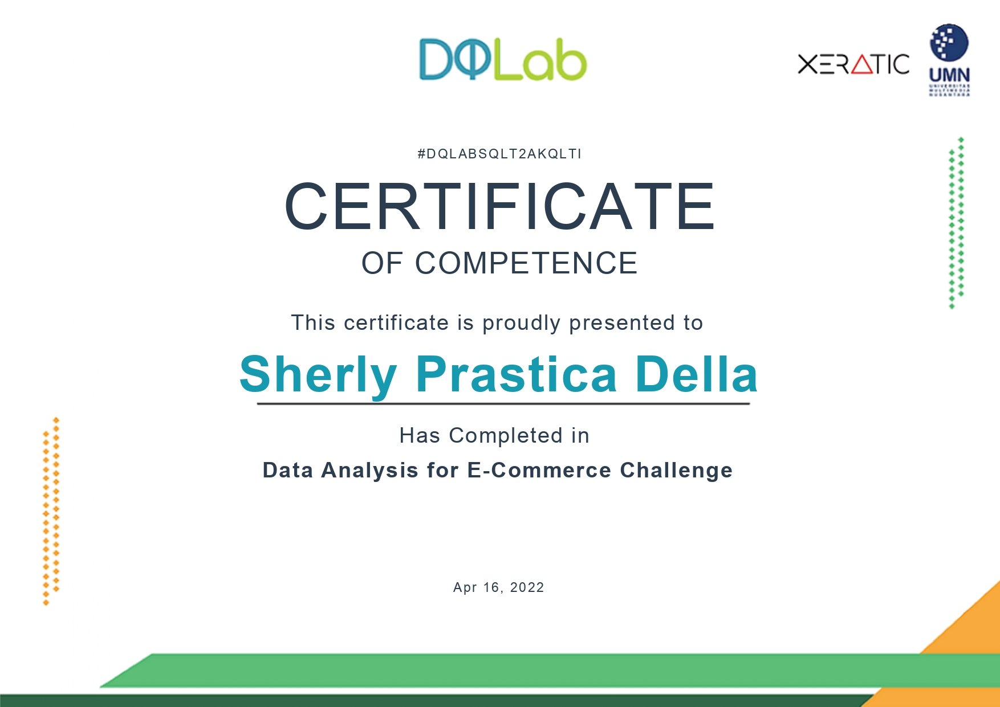 DQLab
XERATIC
UMN
UNIVERSITAS
MULTIMEDIA
NUSANTARA
#DQLABSQLT2AKQLTI
CERTIFICATE
OF COMPETENCE
This certificate is proudly presented to
Sherly Prastica Della
Has Completed in
Data Analysis for E-Commerce Challenge
Apr 16, 2022